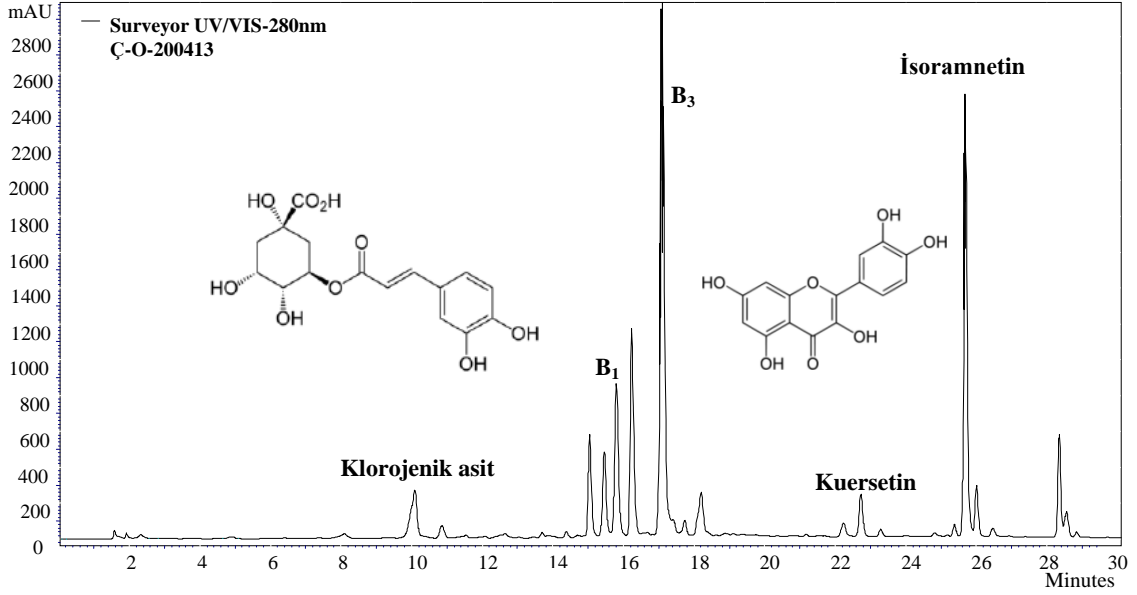 mAU
Surveyor UV/VIS-280nm
Ç-O-200413
2800
2600
2400
2200
2000
1800
1600
1400
1200
1000
800
600
400
200
0
İsoramnetin
B₃
B₁
Klorojenik asit
Kuersetin
HO CO₂H
O
HO
O
OH
OH
OH
OH
OH
HO
O
OH
OH
O
2 4 6 8 10 12 14 16 18 20 22 24 26 28 30
Minutes